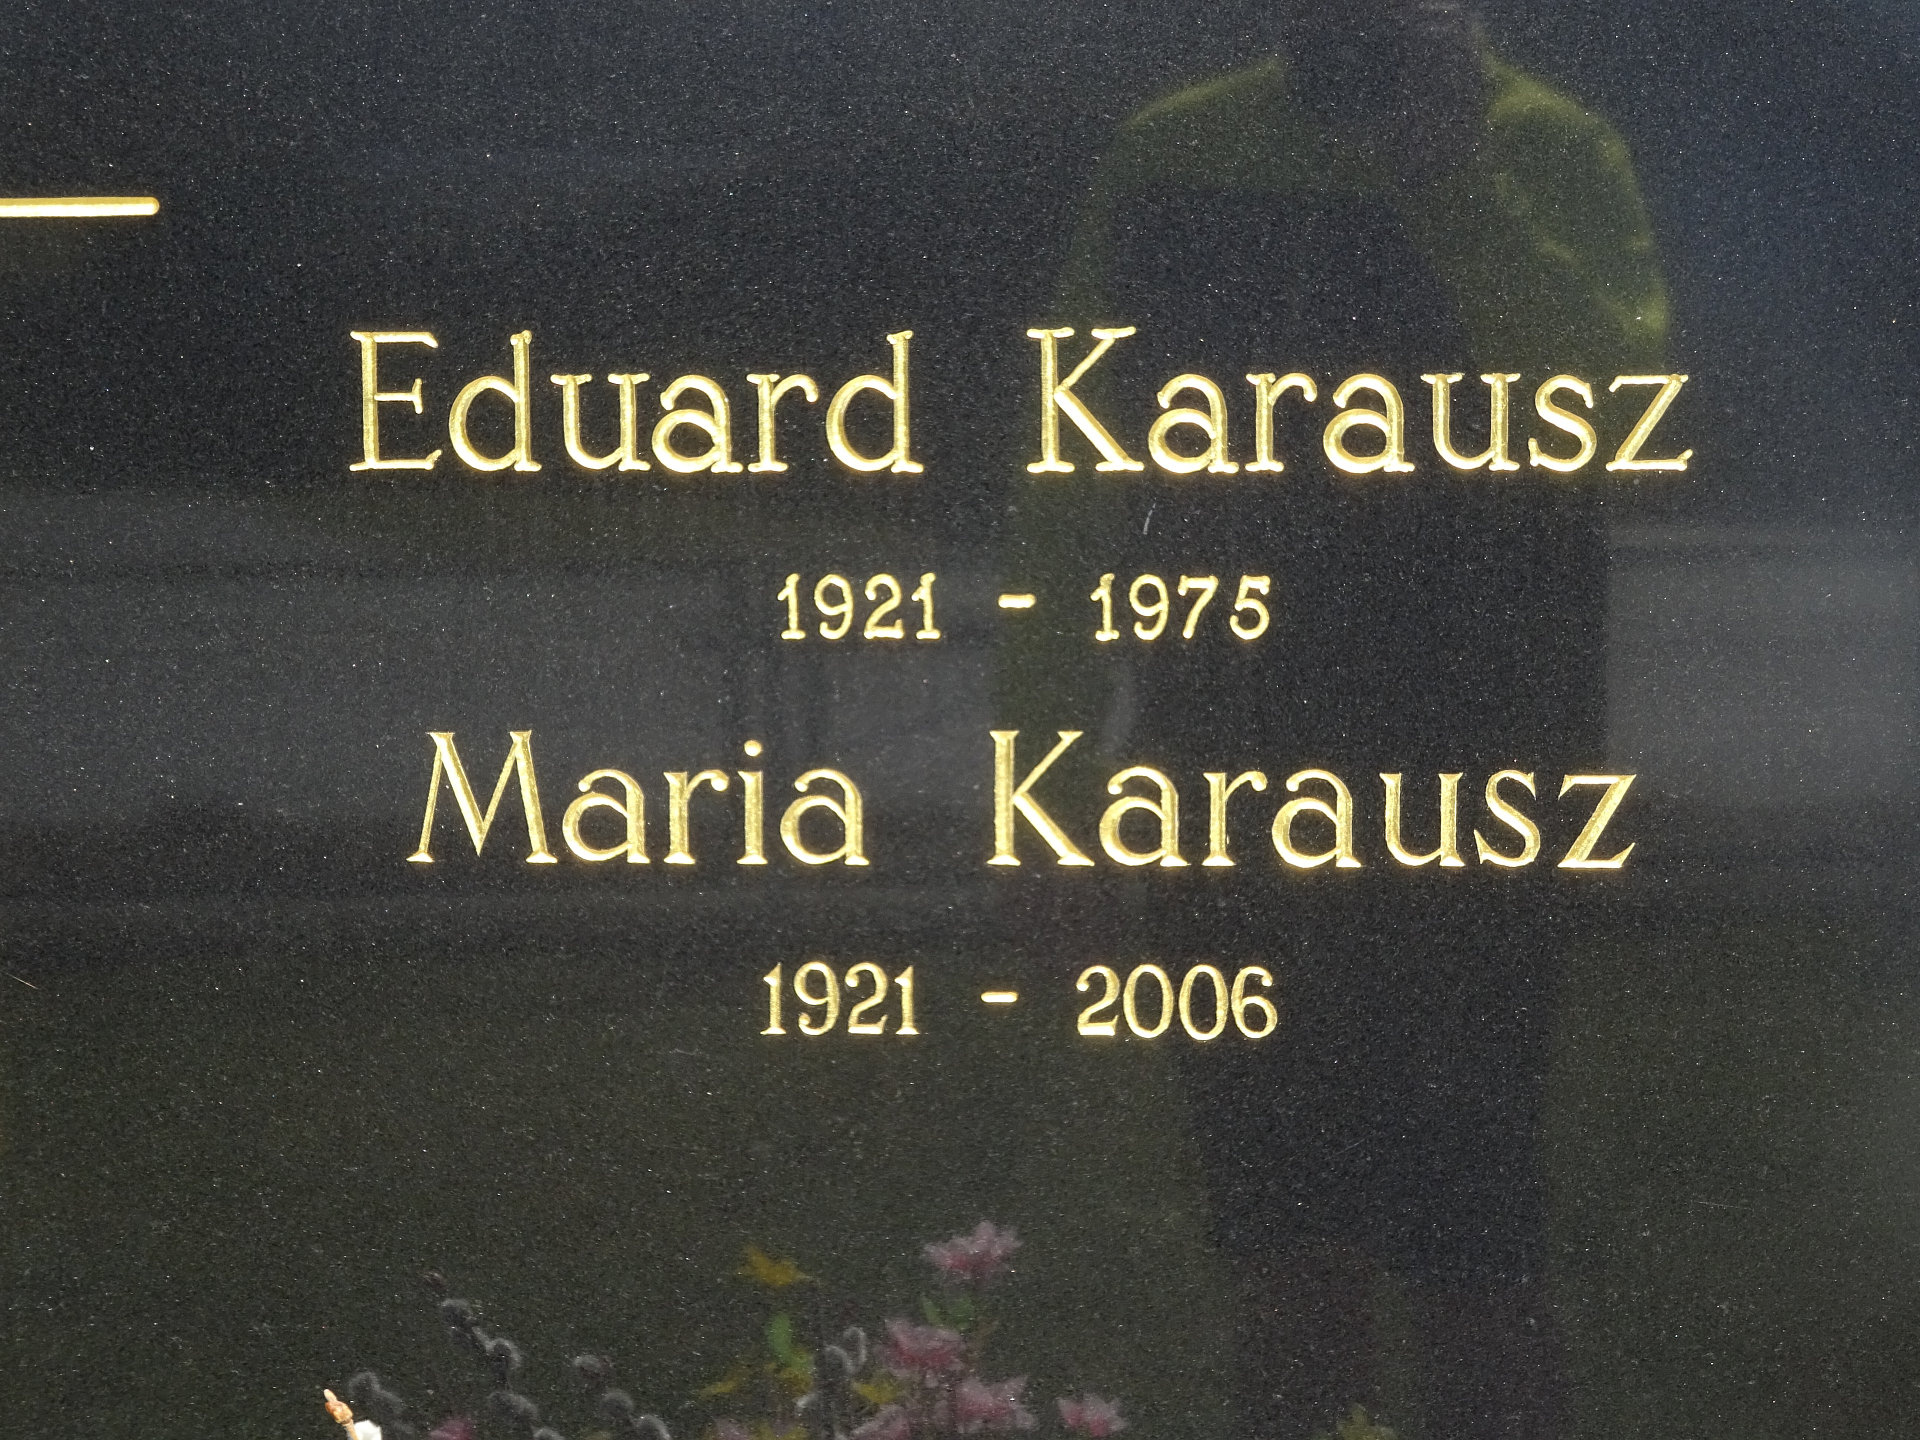 Eduard Karausz
1921 - 1975
Maria Karausz
1921 - 2006